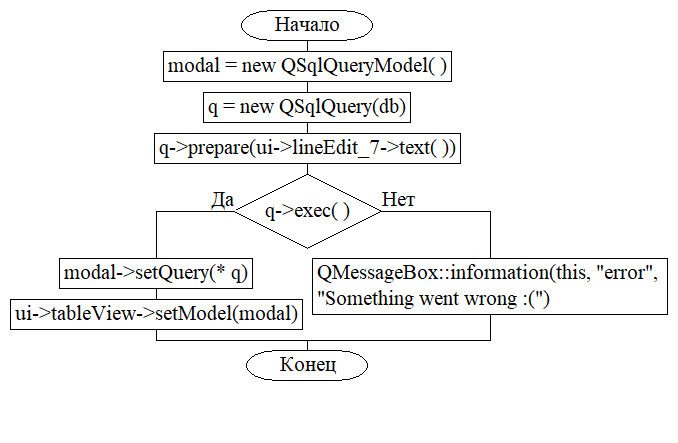 Начало
modal = new QSqlQueryModel( )
q = new QSqlQuery(db)
q->prepare(ui->lineEdit_7->text( ))
Да
q->exec( )
Нет
modal->setQuery(* q)
ui->tableView->setModel(modal)
QMessageBox::information(this, "error",
"Something went wrong :(")
Конец